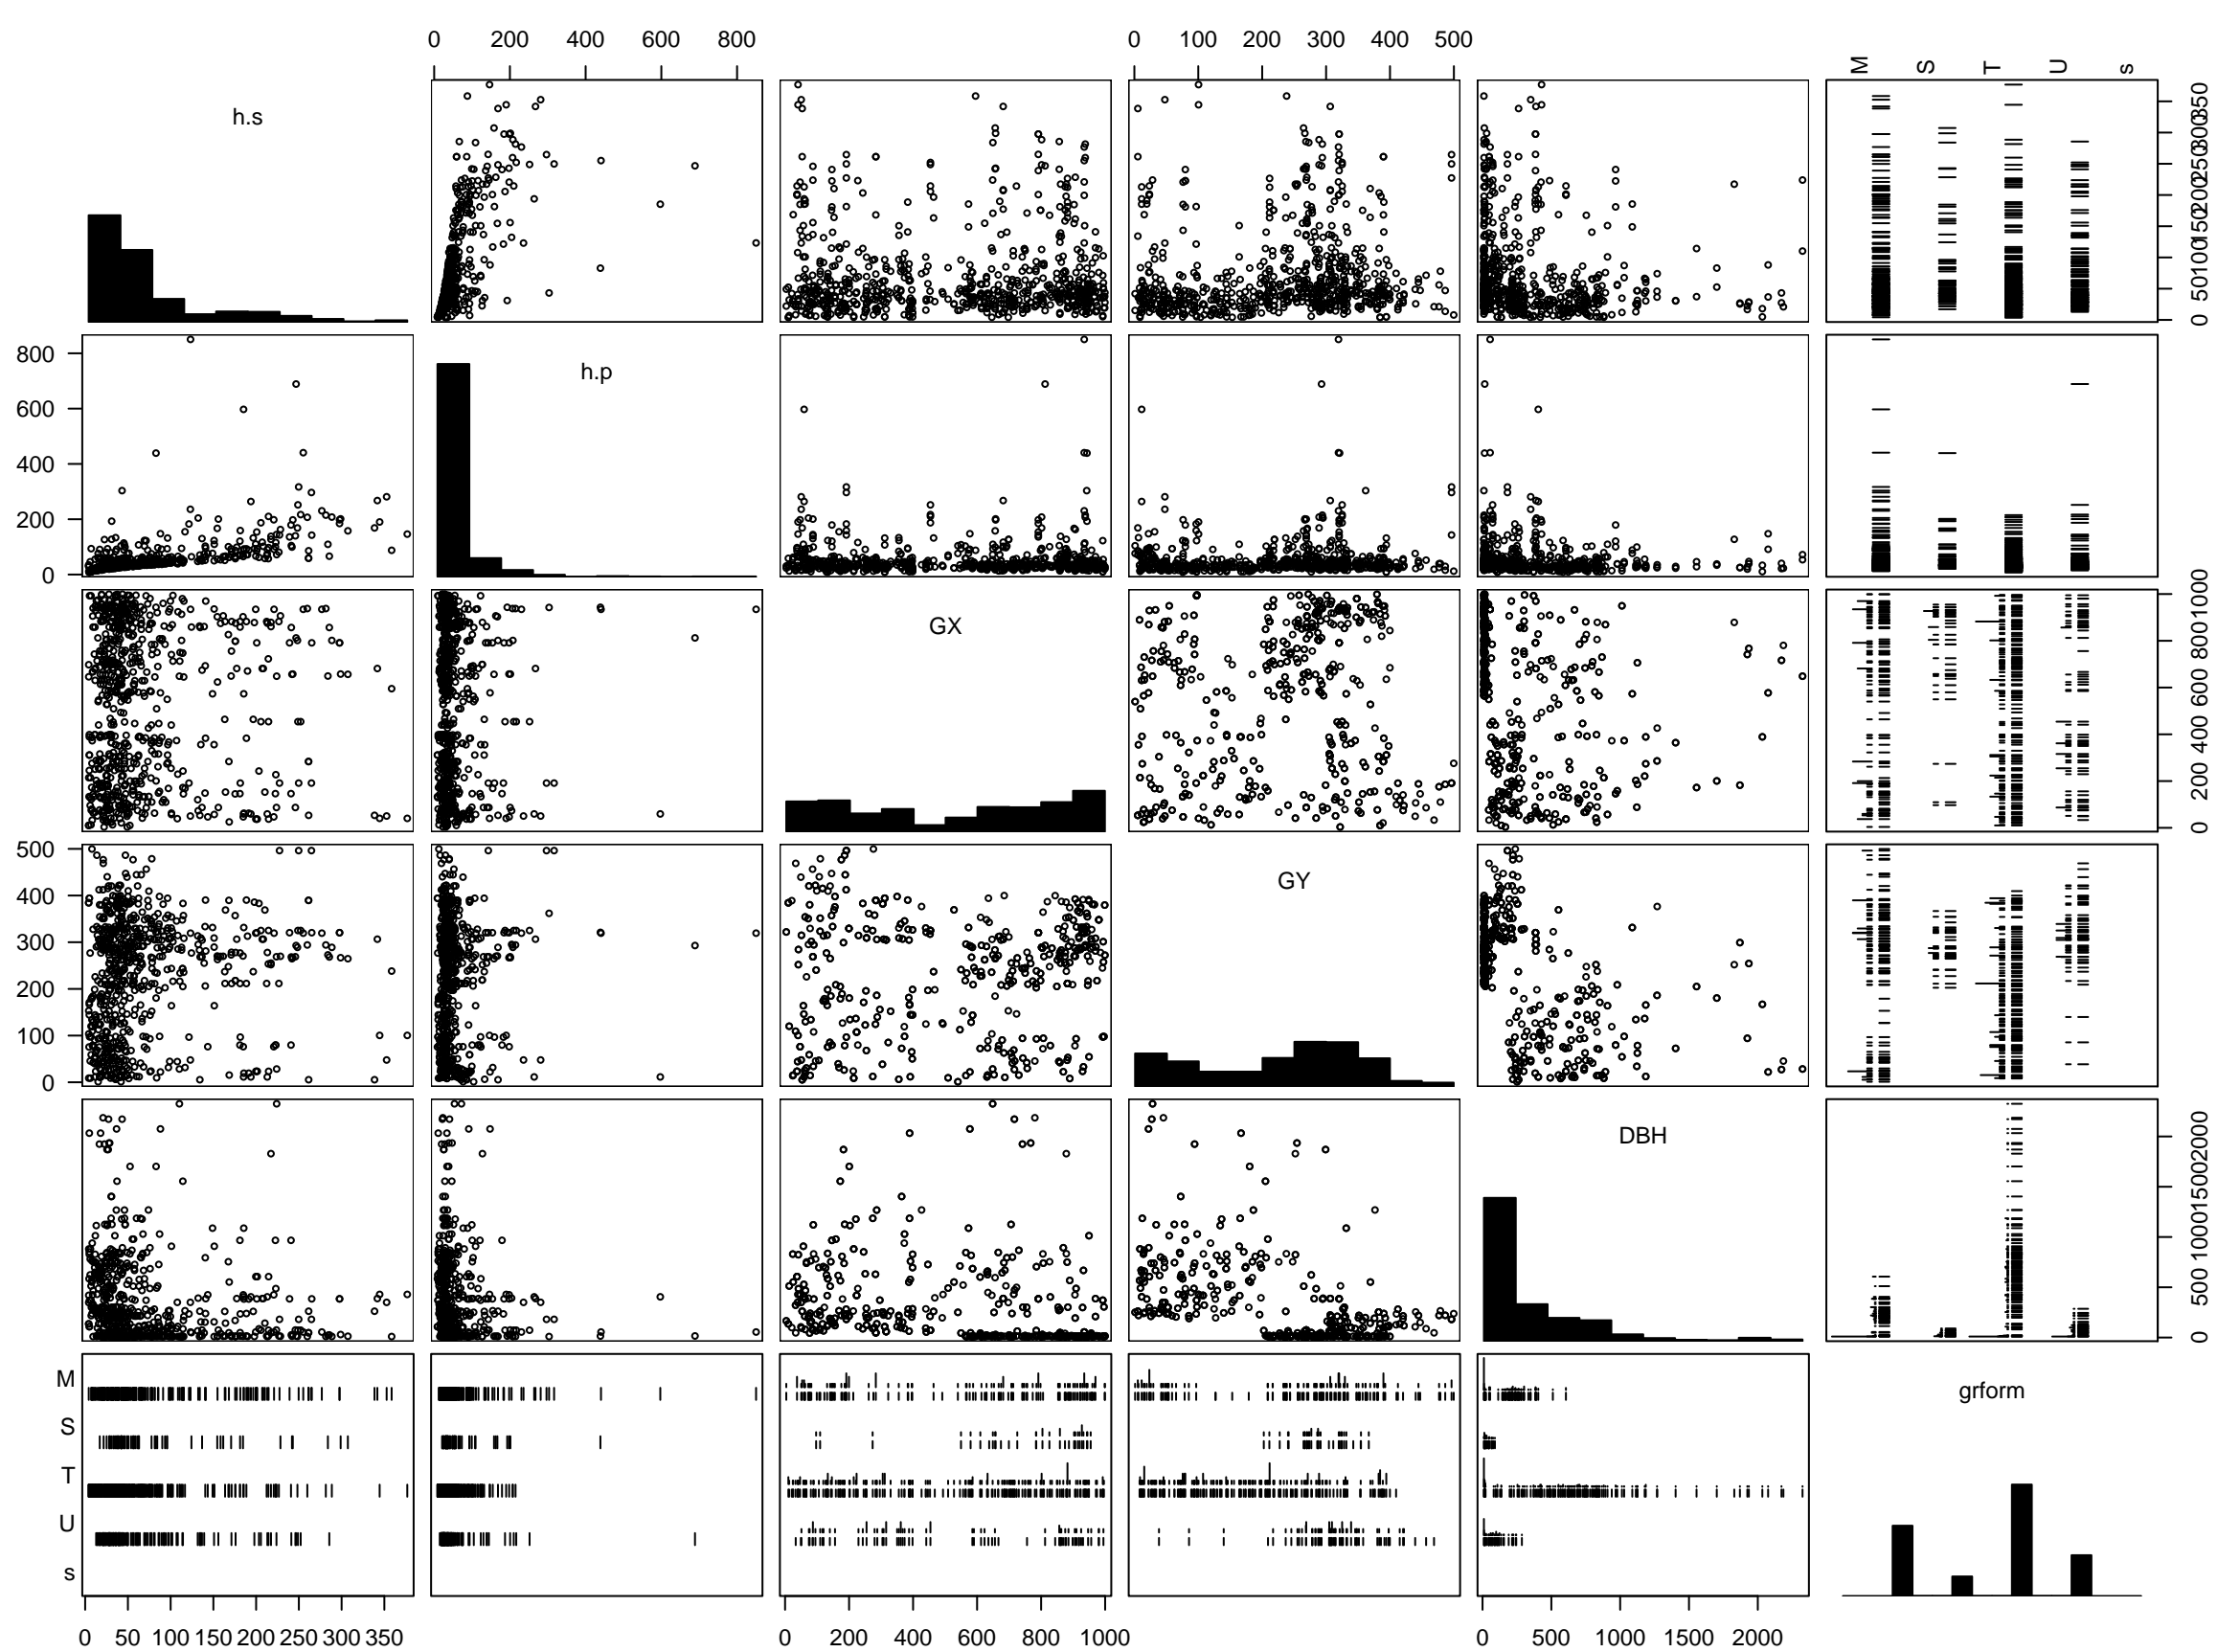 0 200 400 600 800 0 100 200 300 400 500 M S T U s
h.s
0 50 100 150 200 250 300 350
800 600 400 200 0
h.p
GX
0 200 400 600 800 1000
500 400 300 200 100 0
GY
DBH
0 500 1000 1500 2000
M
S
T
U
s
grform
0 50 100 150 200 250 300 350 0 200 400 600 800 1000 0 500 1000 1500 2000